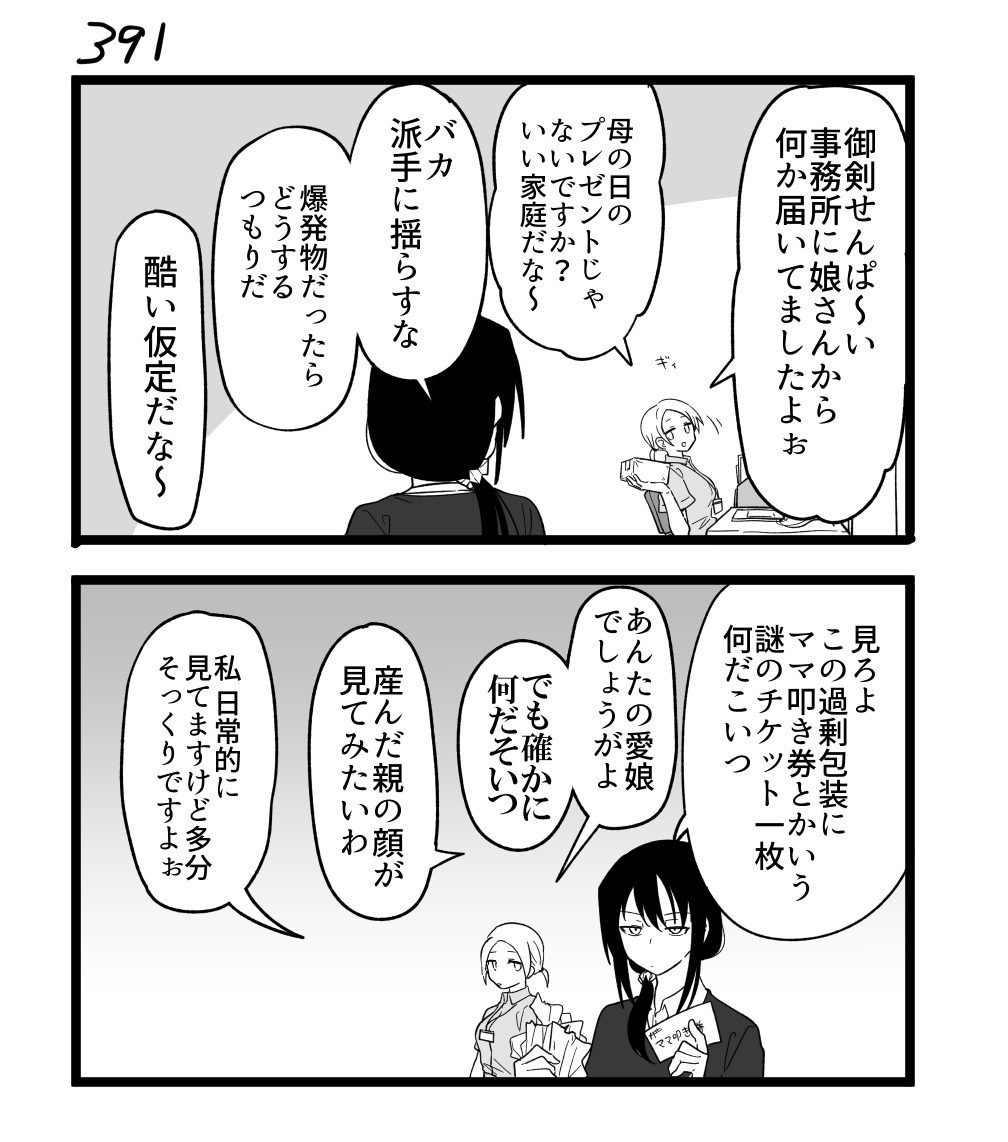 391
御剣せんぱ〜い
事務所に娘さんから
何か届いてましたよぉ
母の日の
プレゼントじゃ
ないですか?
いい家庭だな〜
ギィ
バカ
派手に揺らすな
爆発物だったら
どうする
つもりだ
酷い仮定だな〜
見ろよ
この過剰包装に
ママ叩き券とかいう
謎のチケット一枚
何だこいつ
あんたの愛娘
でしょうがよ
でも確かに
何だそいつ
産んだ親の顔が
見てみたいわ
私日常的に
見てますけど多分
そっくりですよぉ
ママ叩き